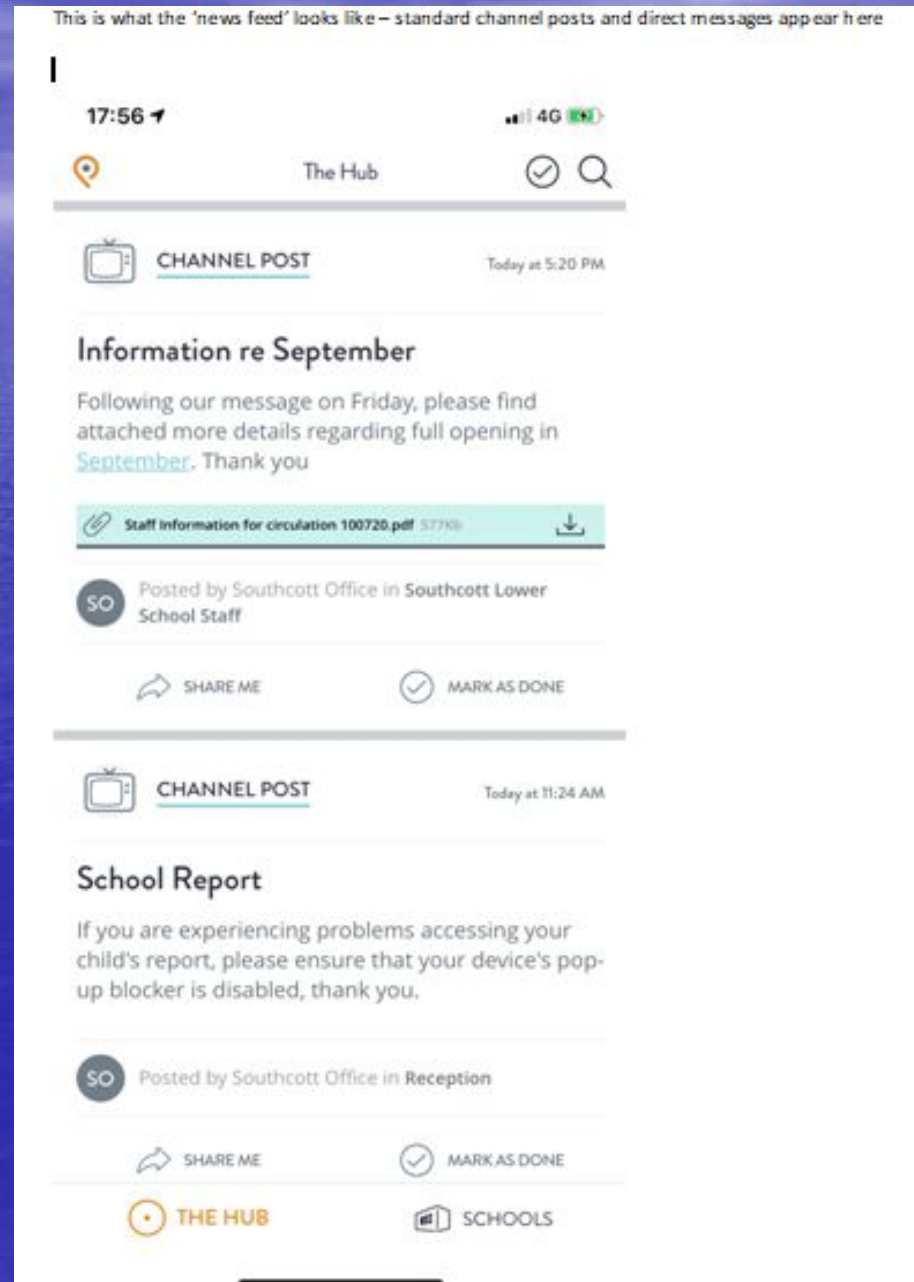 This is what the 'news feed' looks like – standard channel posts and direct messages appear here
17:56
4G
The Hub
CHANNEL POST
Today at 5:20 PM
Information re September
Following our message on Friday, please find
attached more details regarding full opening in
September. Thank you
Staff Information for circulation 100720.pdf 577Kb
SO
Posted by Southcott Office in Southcott Lower
School Staff
SHARE ME
MARK AS DONE
CHANNEL POST
Today at 11:24 AM
School Report
If you are experiencing problems accessing your
child's report, please ensure that your device's pop-
up blocker is disabled, thank you.
SO
Posted by Southcott Office in Reception
SHARE ME
MARK AS DONE
THE HUB
SCHOOLS